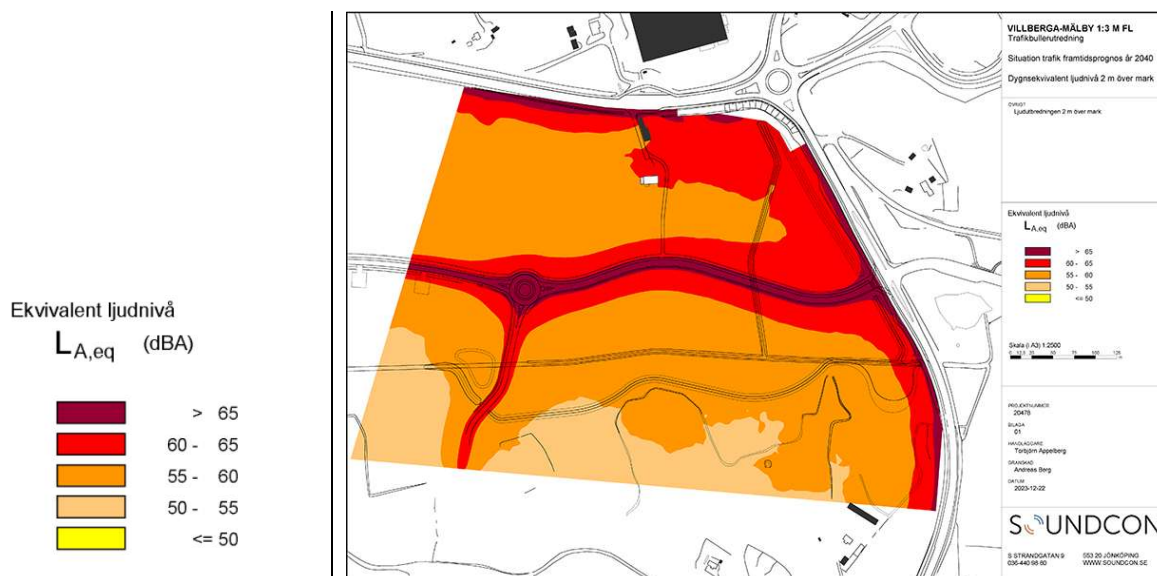 Ekvivalent ljudnivå
LA,eq (dBA)
> 65
60 - 65
55 - 60
50 - 55
<= 50
VILLBERGA-MÄLBY 1:3 M FL
Trafikbullerutredning
Situation trafik framtidsprognos år 2040
Dygnsekvivalent ljudnivå 2 m över mark
ÖVRIGT
Ljudutbredningen 2 m över mark
Ekvivalent ljudnivå
LA,eq (dBA)
> 65
60 - 65
55 - 60
50 - 55
<= 50
Skala (i A3) 1:2500
PROJEKTNUMMER
20478
BILAGA
01
HANDLÄGGARE
Torbjörn Appelberg
GRANSKAD
Andreas Berg
DATUM
2023-12-22
SOUNDCON
S STRANDGATAN 9 553 20 JÖNKÖPING
036-440 98 80 WWW.SOUNDCON.SE